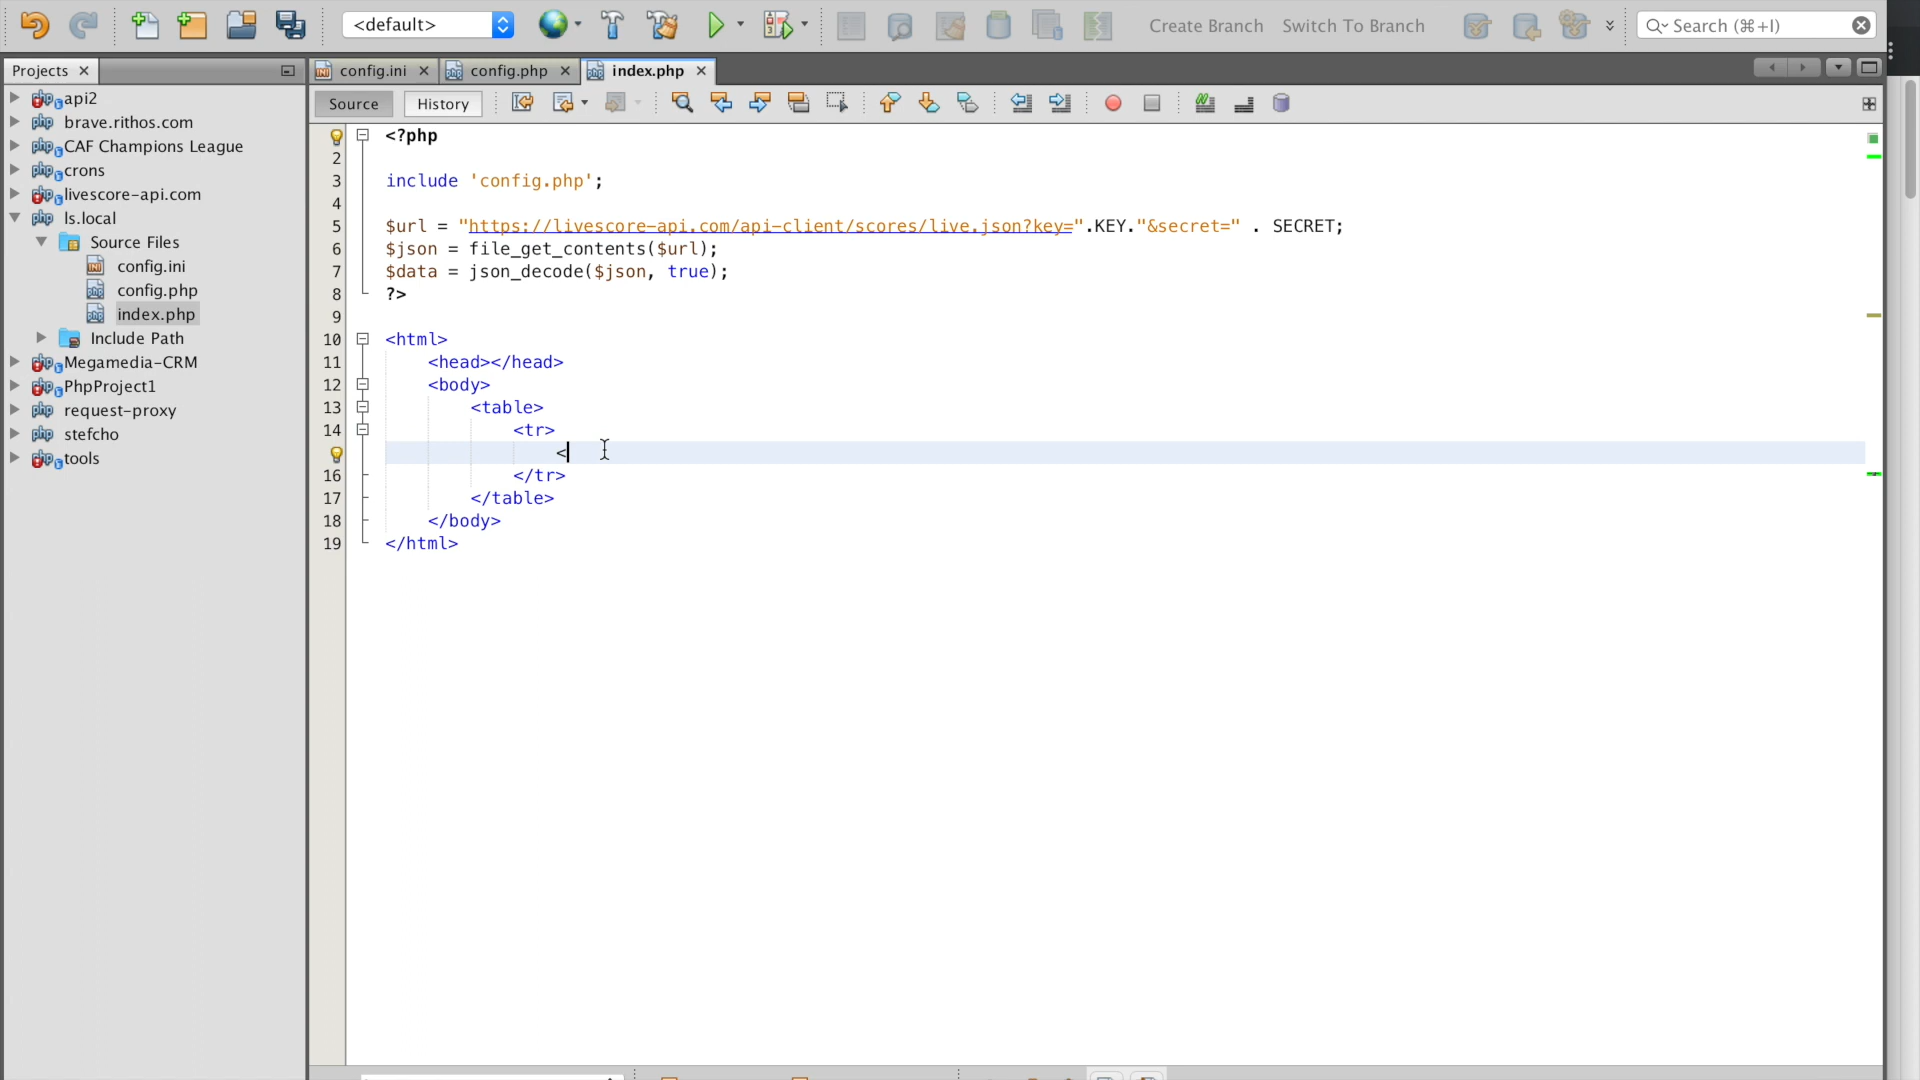 <default>
Create Branch Switch To Branch
Search (⌘+I)
Projects
config.ini config.php index.php
Source History
api2
brave.rithos.com
CAF Champions League
crons
livescore-api.com
ls.local
Source Files
config.ini
config.php
index.php
Include Path
Megamedia-CRM
PhpProject1
request-proxy
stefcho
tools
<?php
2
3 include 'config.php';
4
5 $url = "https://livescore-api.com/api-client/scores/live.json?key=".KEY."&secret=" . SECRET;
6 $json = file_get_contents($url);
7 $data = json_decode($json, true);
8 ?>
9
10 <html>
11 <head></head>
12 <body>
13 <table>
14 <tr>
<
16 </tr>
17 </table>
18 </body>
19 </html>